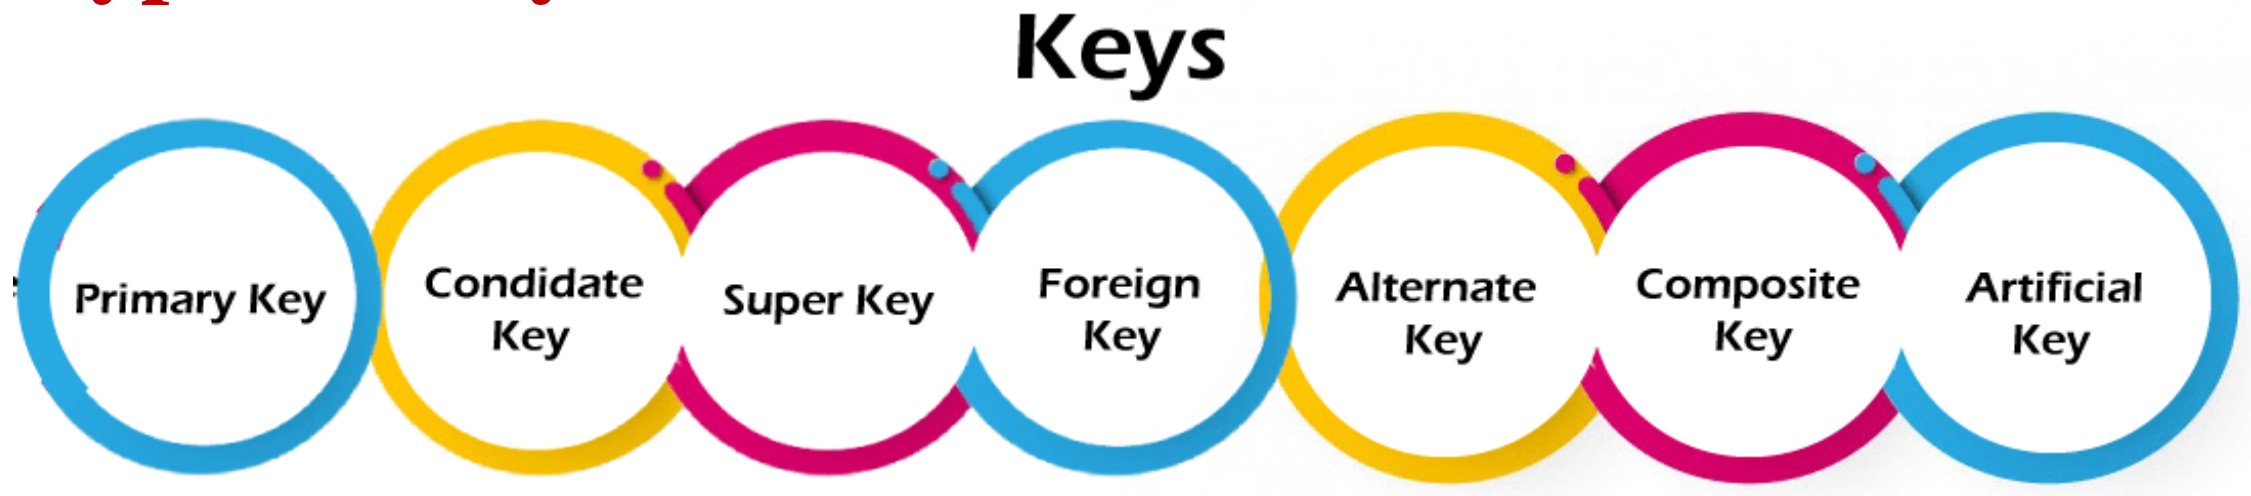 Keys
Primary Key
Condidate
Key
Super Key
Foreign
Key
Alternate
Key
Composite
Key
Artificial
Key